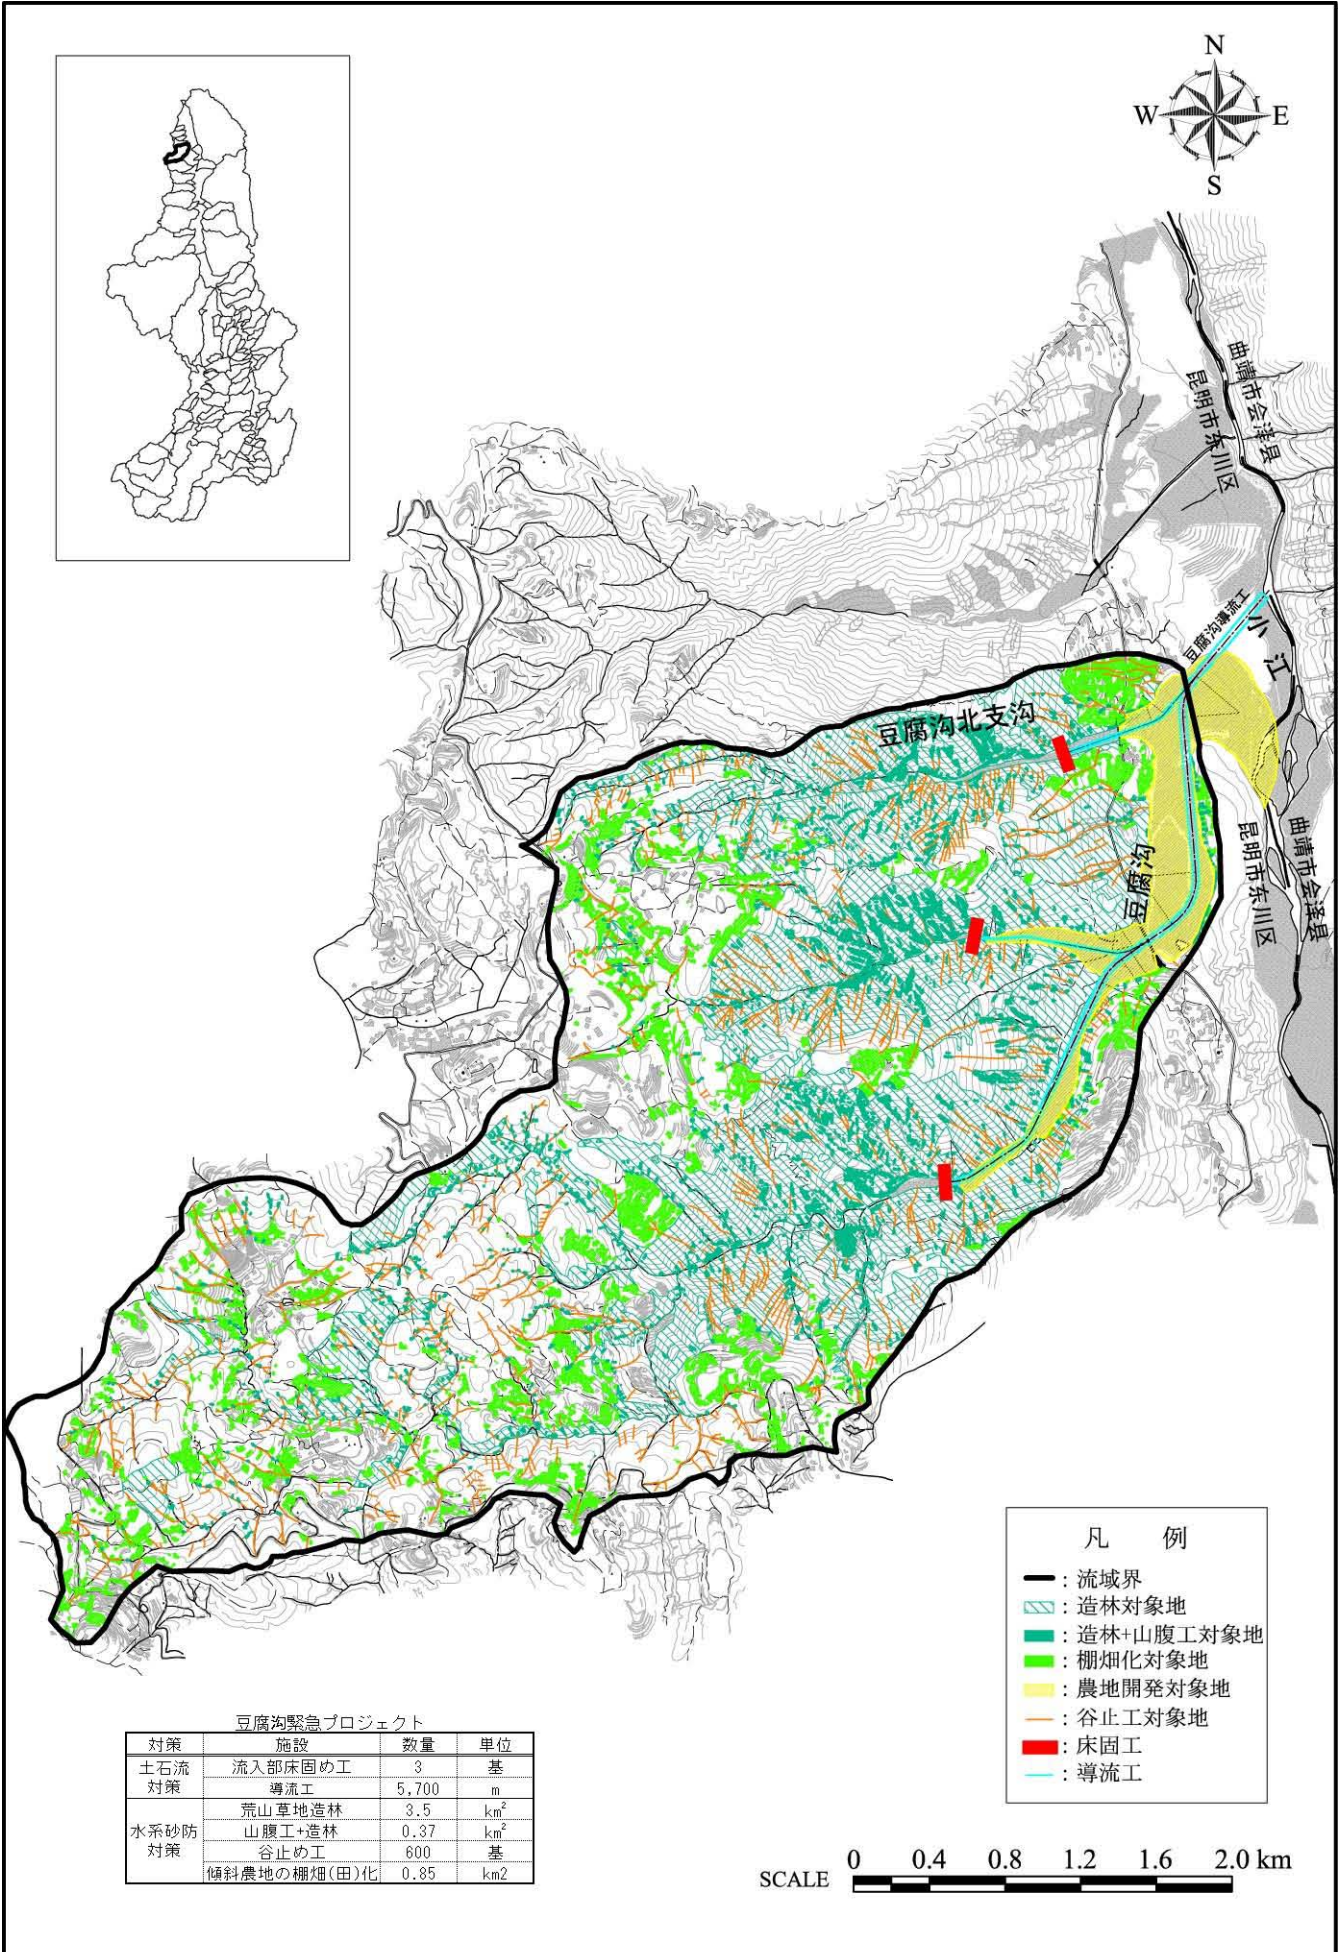 N
W
E
S
曲靖市会泽县
昆明市东川区
豆腐沟導流工
小江
豆腐沟北支沟
豆腐沟
曲靖市会泽县
昆明市东川区
凡 例
: 流域界
: 造林対象地
: 造林+山腹工対象地
: 棚畑化対象地
: 農地開発対象地
: 谷止工対象地
: 床固工
: 導流工
豆腐沟緊急プロジェクト
対策 施設 数量 単位
土石流対策 流入部床固め工 3 基
導流工 5,700 m
水系砂防対策 荒山草地造林 3.5 km²
山腹工+造林 0.37 km²
谷止め工 600 基
傾斜農地の棚畑(田)化 0.85 km2
SCALE 0 0.4 0.8 1.2 1.6 2.0 km